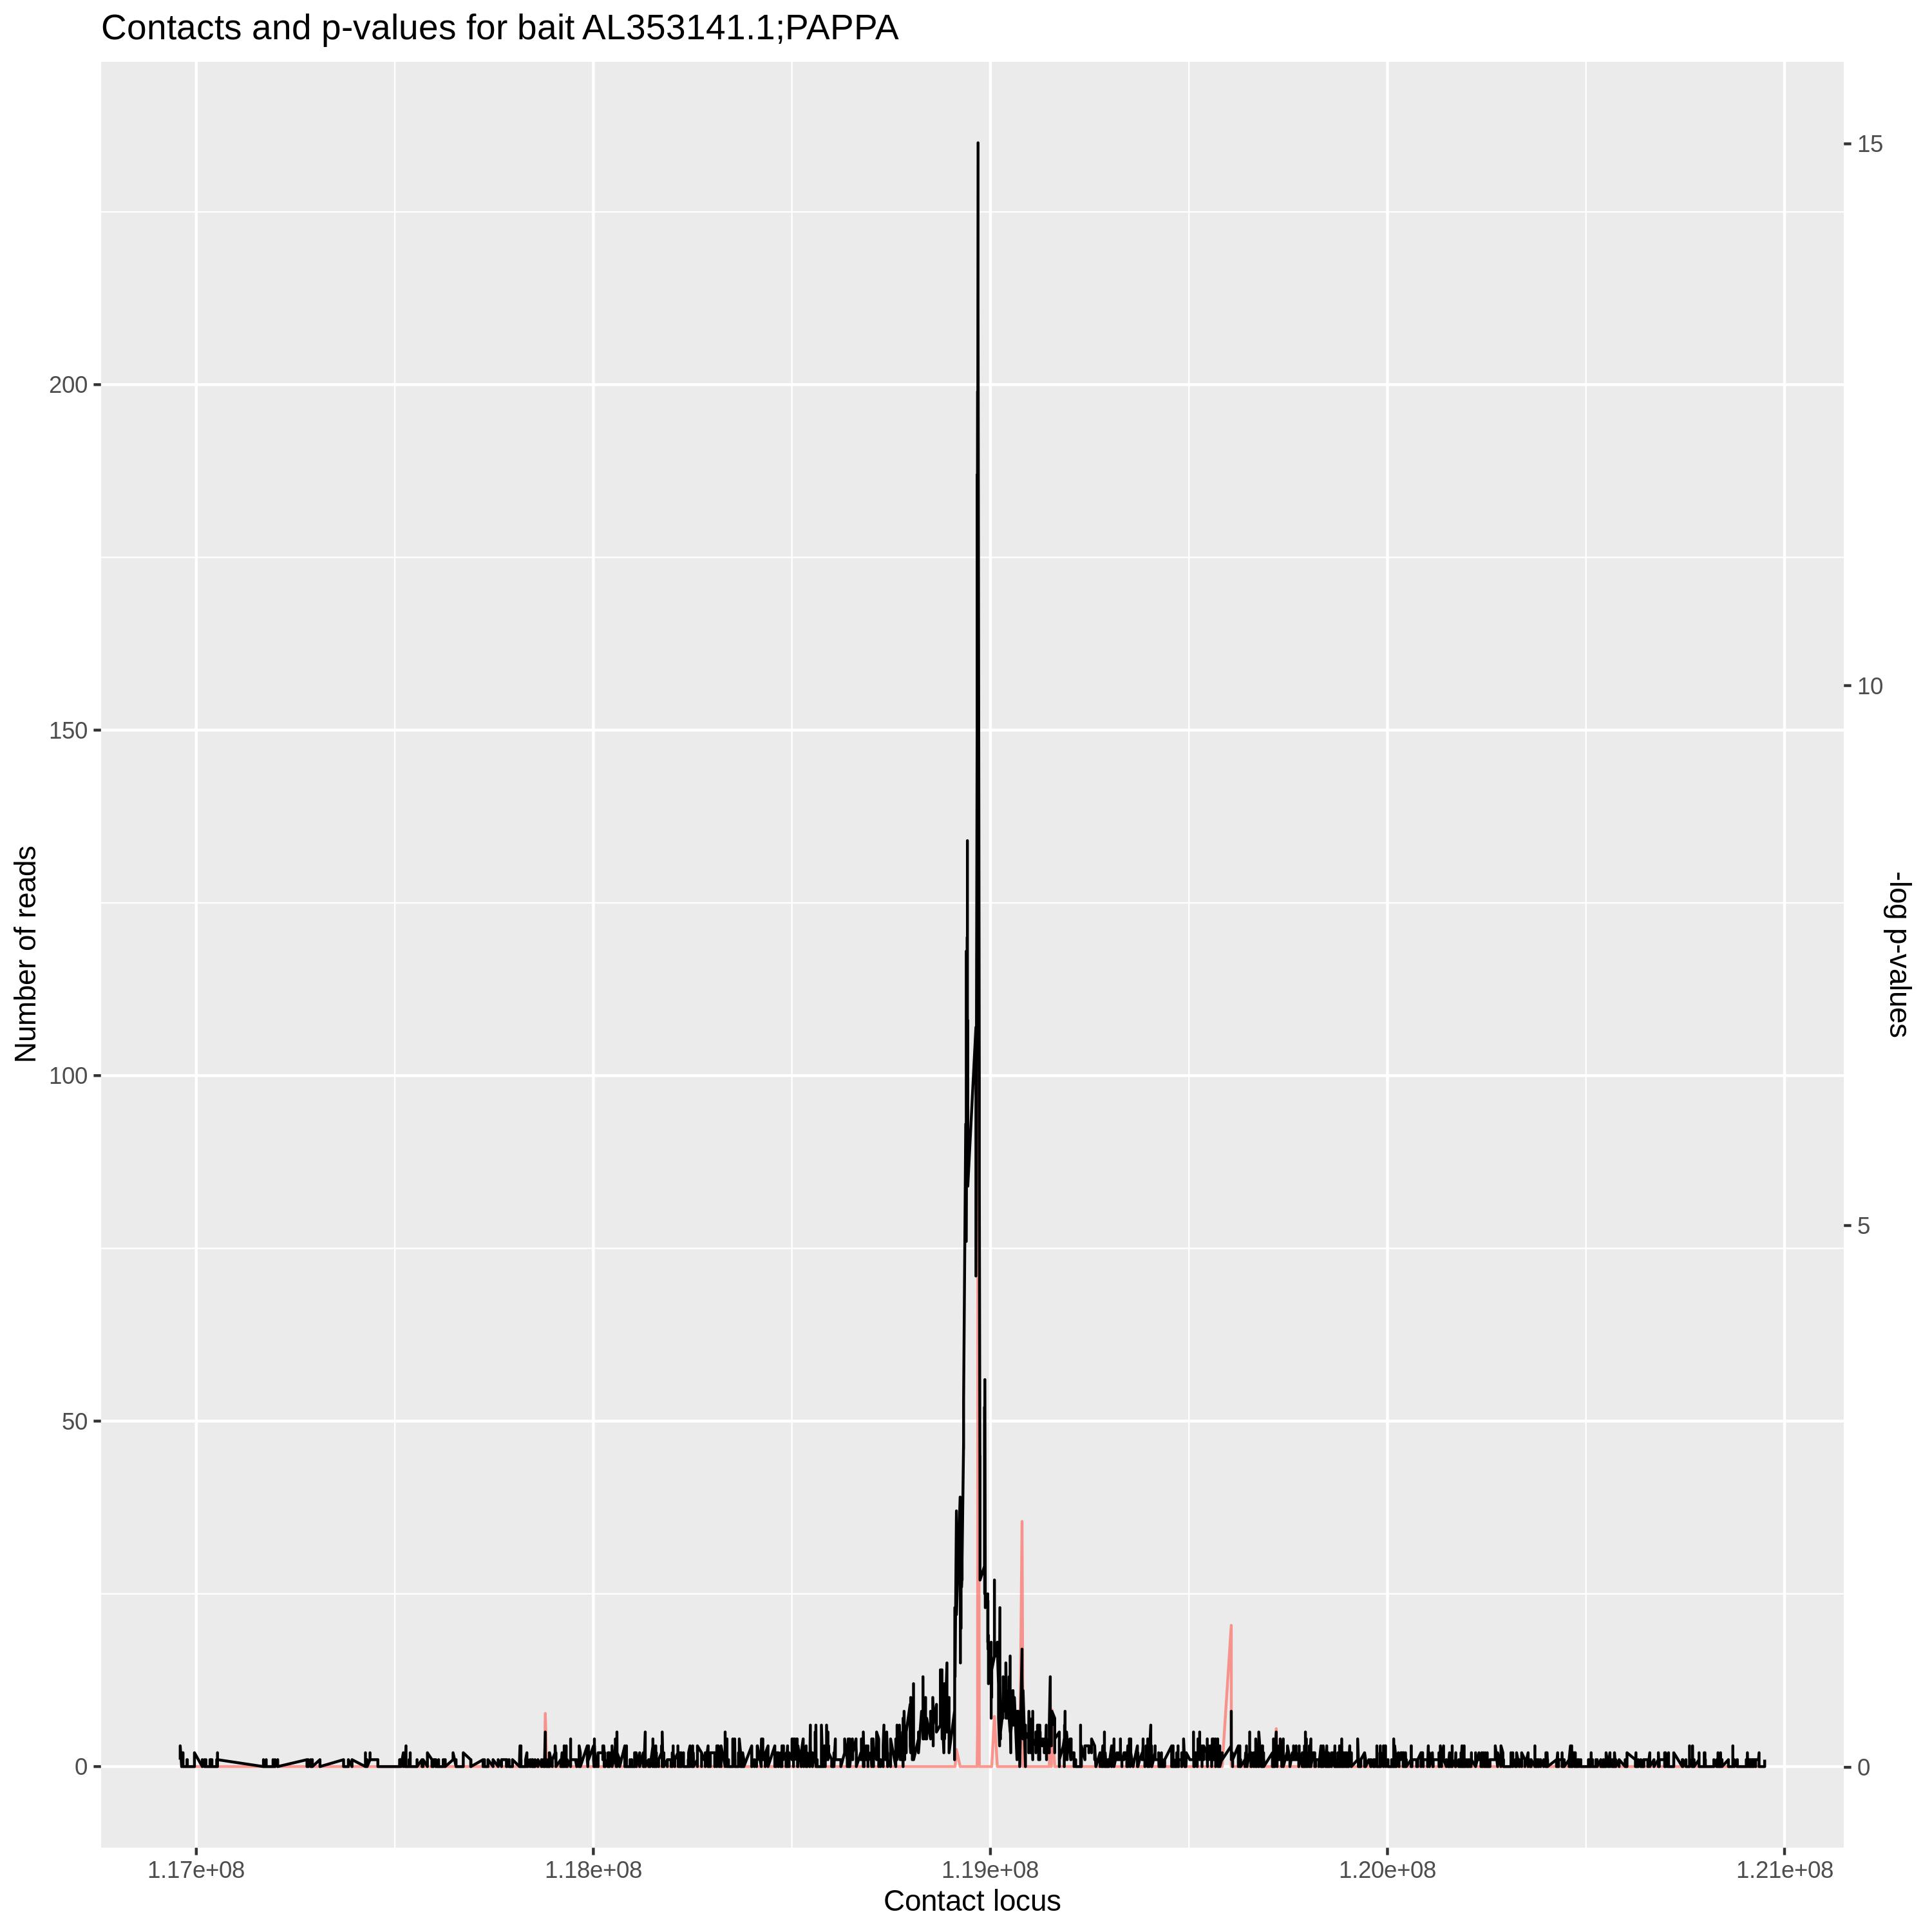 Contacts and p-values for bait AL353141.1;PAPPA
Number of reads
200
150
100
50
0
15
10
5
0
-log p-values
1.17e+08 1.18e+08 1.19e+08 1.20e+08 1.21e+08
Contact locus